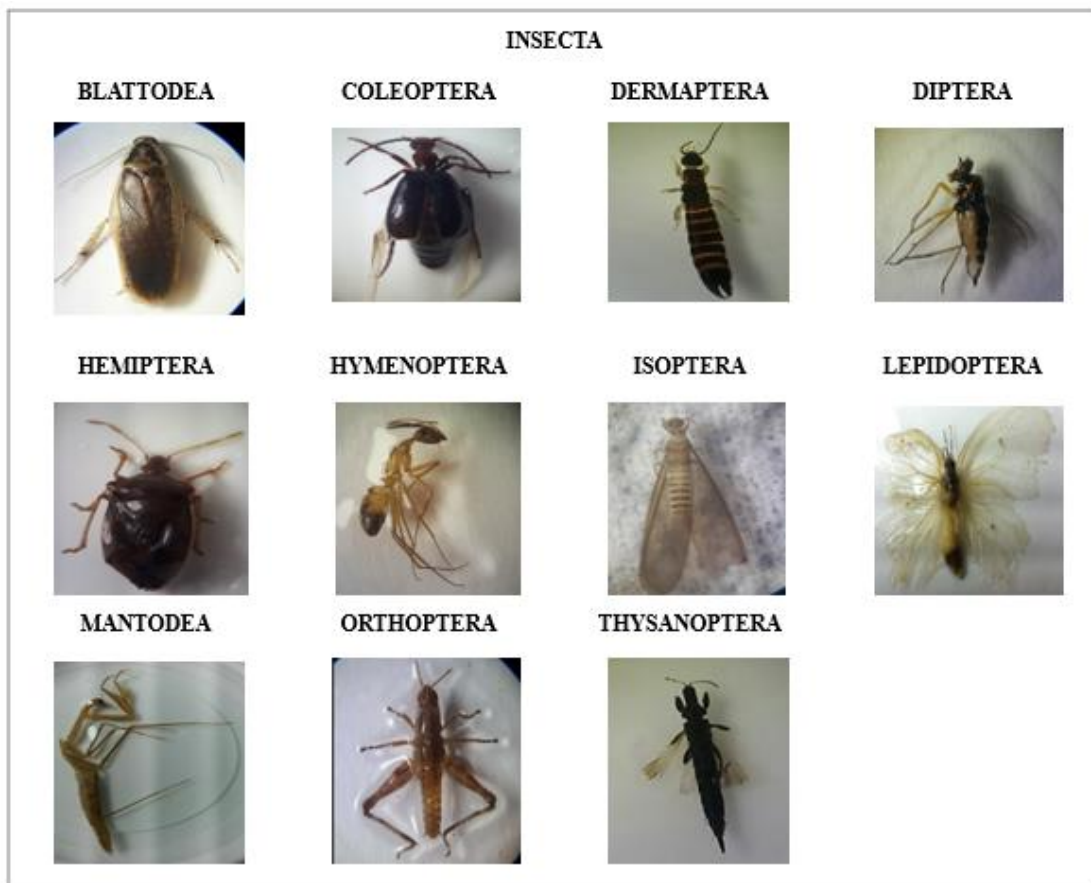 INSECTA
BLATTODEA COLEOPTERA DERMAPTERA DIPTERA
HEMIPTERA HYMENOPTERA ISOPTERA LEPIDOPTERA
MANTODEA ORTHOPTERA THYSANOPTERA